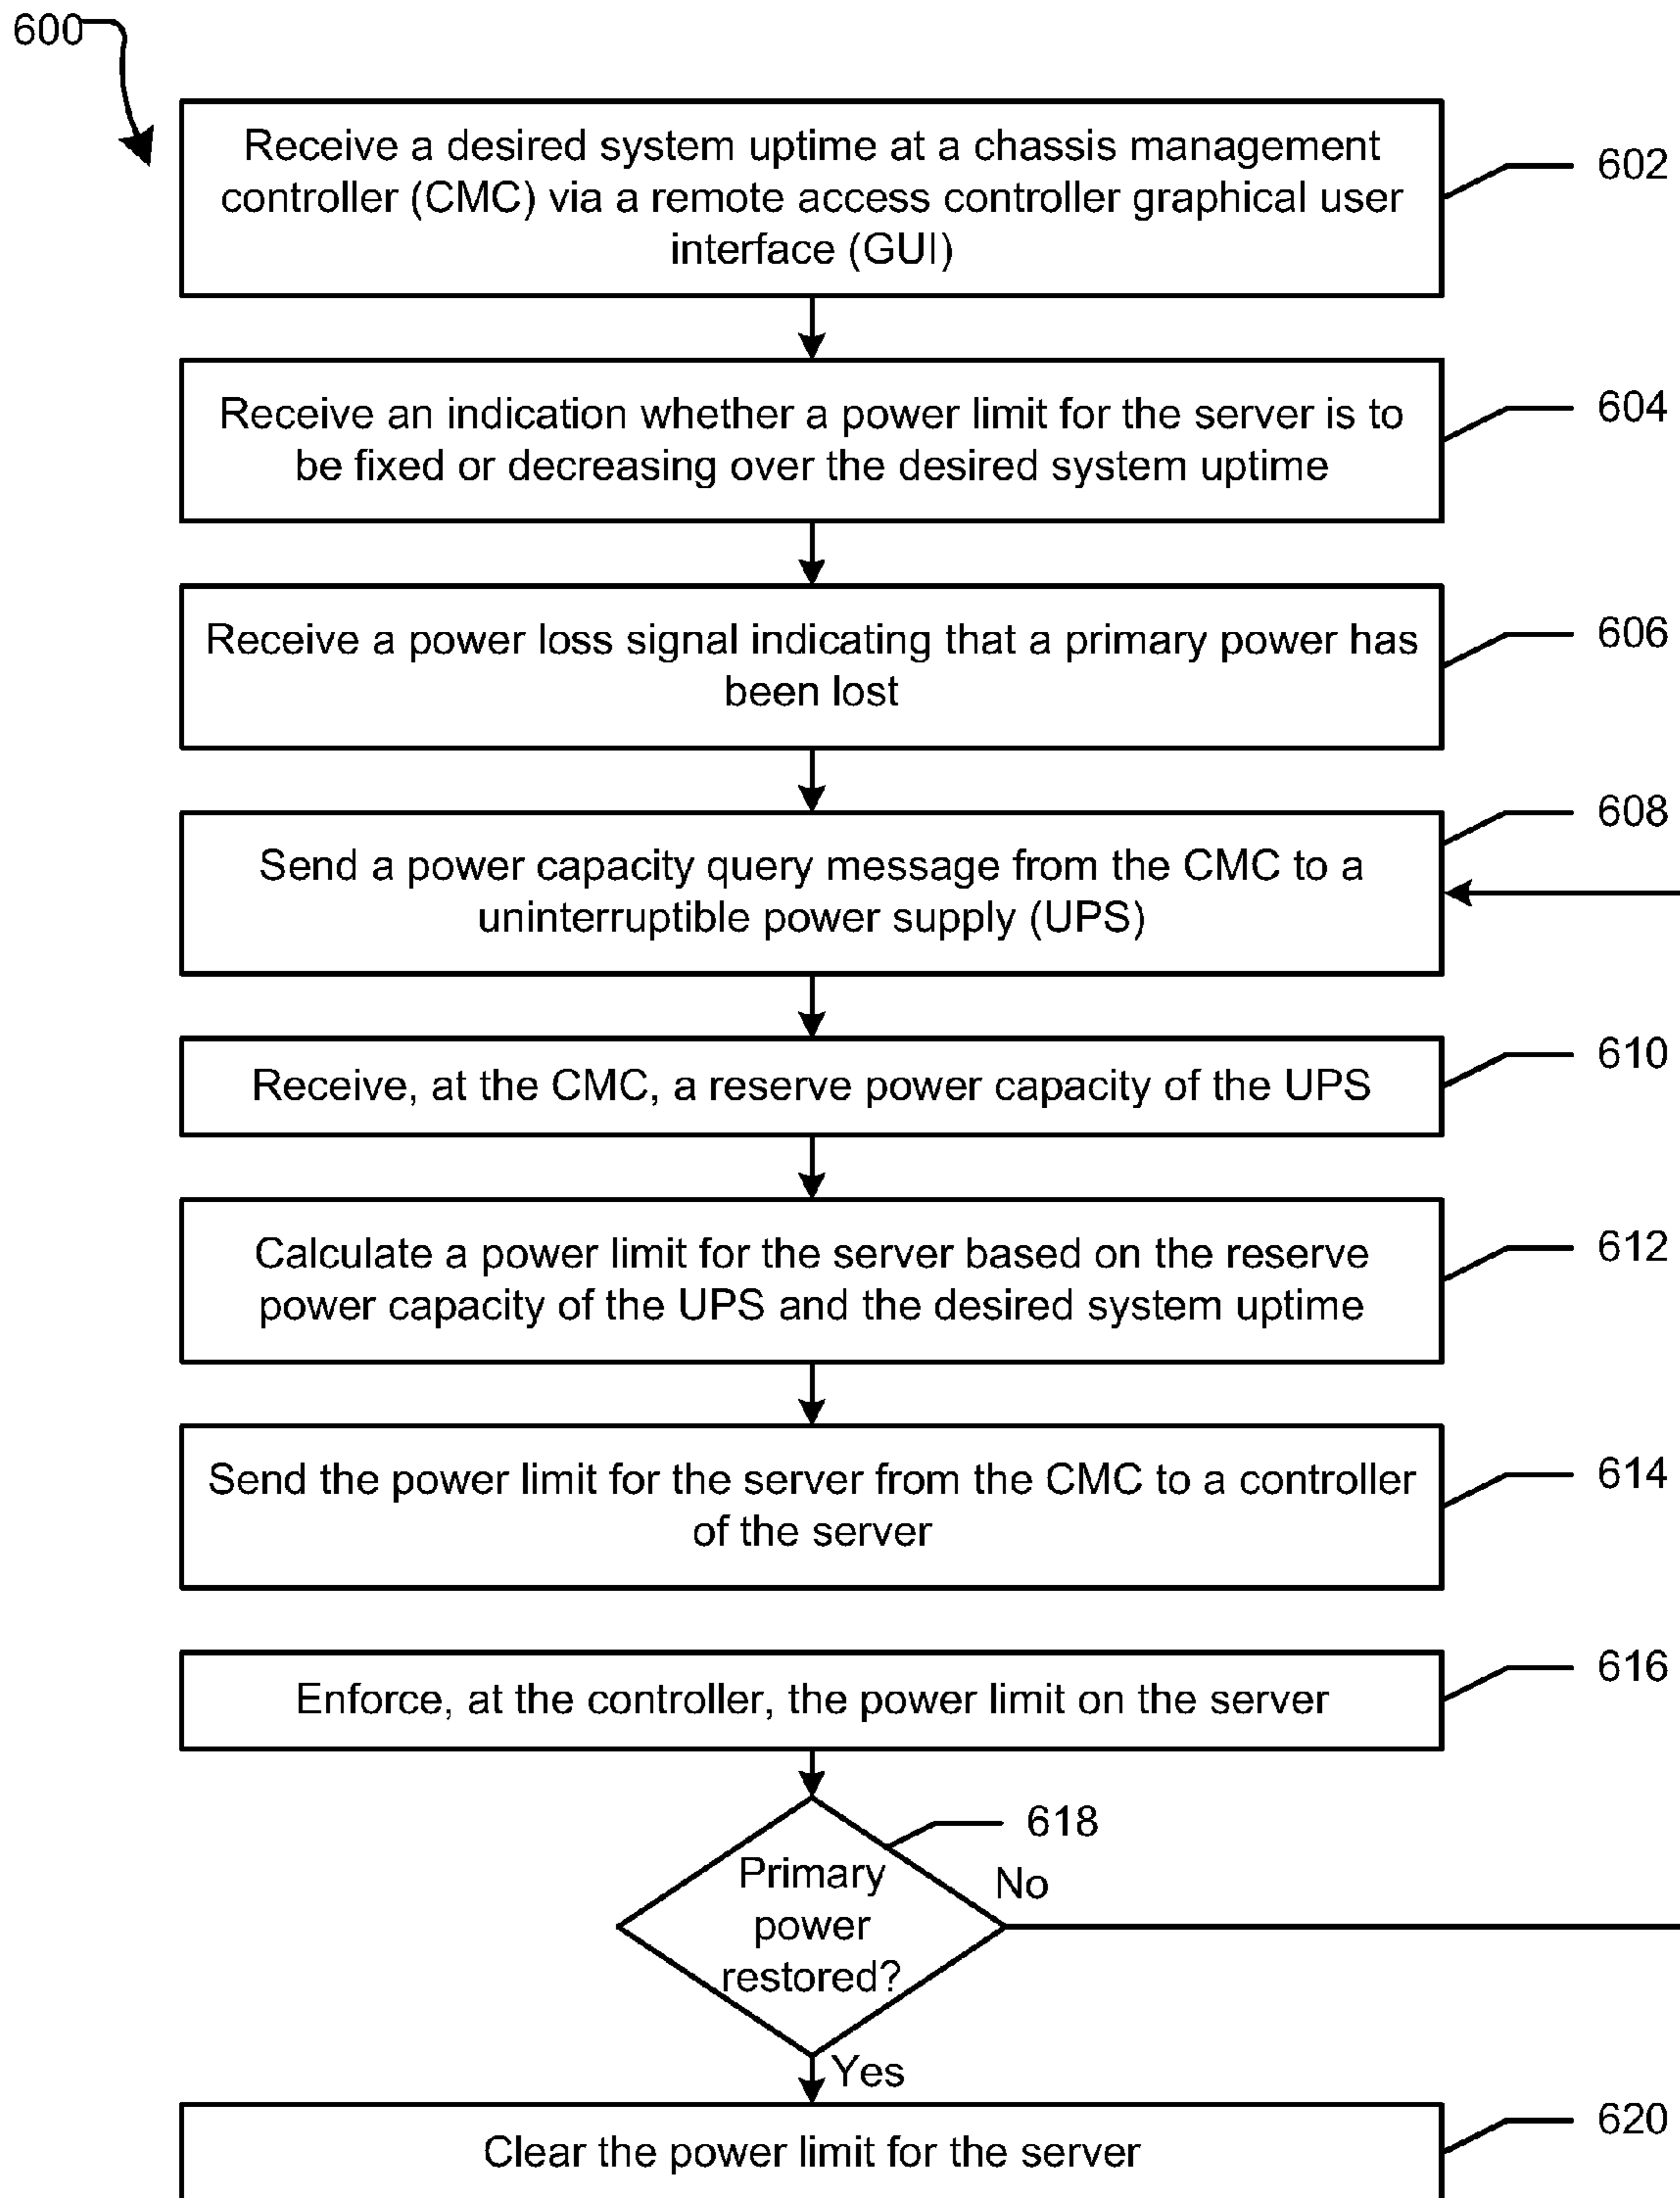 600
Receive a desired system uptime at a chassis management
controller (CMC) via a remote access controller graphical user
interface (GUI)
602
Receive an indication whether a power limit for the server is to
be fixed or decreasing over the desired system uptime
604
Receive a power loss signal indicating that a primary power has
been lost
606
Send a power capacity query message from the CMC to a
uninterruptible power supply (UPS)
608
Receive, at the CMC, a reserve power capacity of the UPS
610
Calculate a power limit for the server based on the reserve
power capacity of the UPS and the desired system uptime
612
Send the power limit for the server from the CMC to a controller
of the server
614
Enforce, at the controller, the power limit on the server
616
Primary
power
restored?
618
No
Yes
Clear the power limit for the server
620